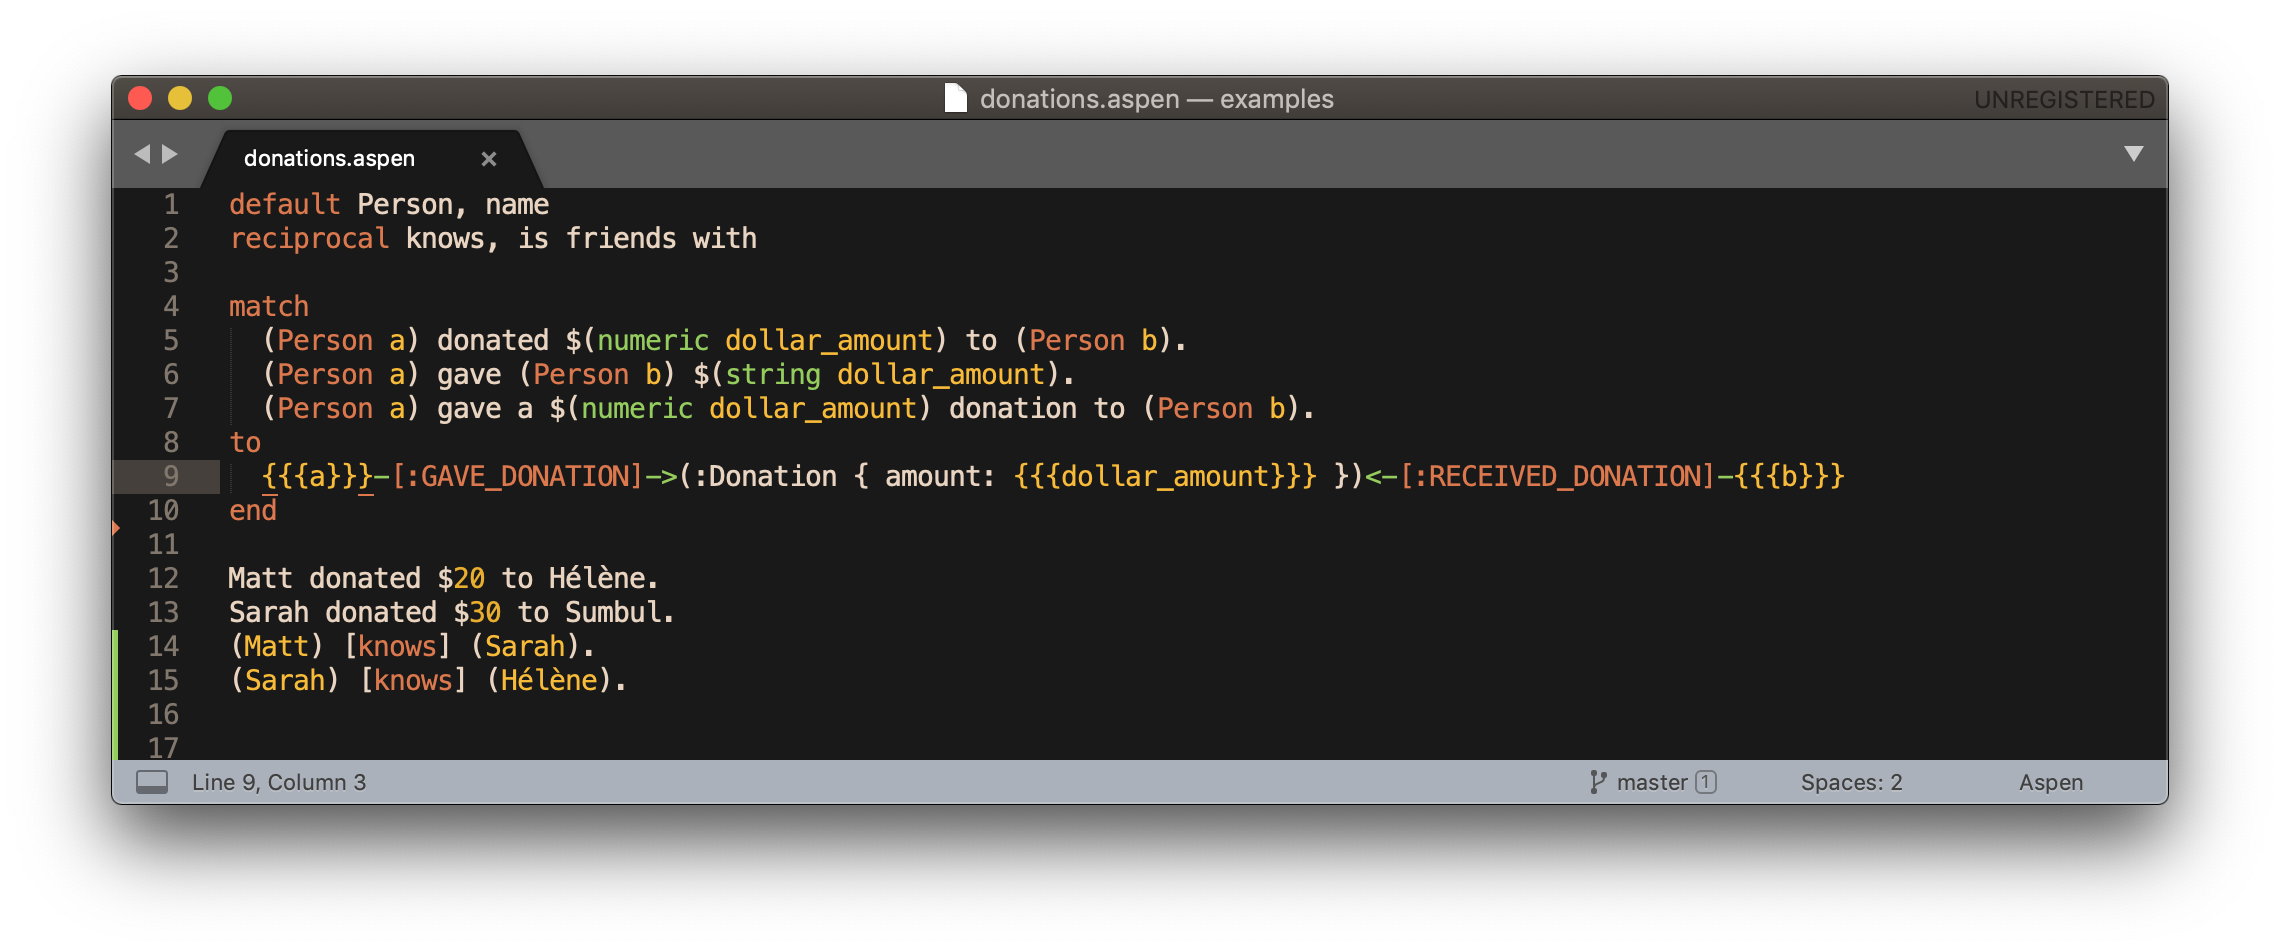 donations.aspen — examples
UNREGISTERED
donations.aspen ×
1 default Person, name
2 reciprocal knows, is friends with
3
4 match
5   (Person a) donated $(numeric dollar_amount) to (Person b).
6   (Person a) gave (Person b) $(string dollar_amount).
7   (Person a) gave a $(numeric dollar_amount) donation to (Person b).
8 to
9   {{{a}}}-[:GAVE_DONATION]->(:Donation { amount: {{{dollar_amount}}} })<-[:RECEIVED_DONATION]-{{{b}}}
10 end
11
12 Matt donated $20 to Hélène.
13 Sarah donated $30 to Sumbul.
14 (Matt) [knows] (Sarah).
15 (Sarah) [knows] (Hélène).
16
17
Line 9, Column 3
master 1
Spaces: 2
Aspen